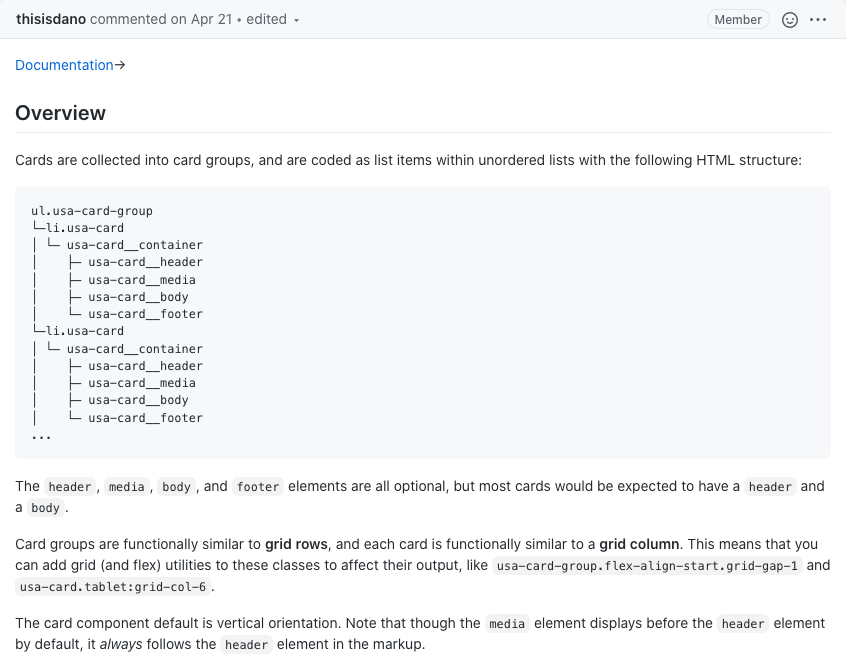 thisisdano commented on Apr 21 • edited
Member
Documentation→
Overview
Cards are collected into card groups, and are coded as list items within unordered lists with the following HTML structure:
ul.usa-card-group
└─li.usa-card
│ └─ usa-card__container
│    ├─ usa-card__header
│    ├─ usa-card__media
│    ├─ usa-card__body
│    └─ usa-card__footer
└─li.usa-card
│ └─ usa-card__container
│    ├─ usa-card__header
│    ├─ usa-card__media
│    ├─ usa-card__body
│    └─ usa-card__footer
...
The header, media, body, and footer elements are all optional, but most cards would be expected to have a header and
a body.
Card groups are functionally similar to grid rows, and each card is functionally similar to a grid column. This means that you
can add grid (and flex) utilities to these classes to affect their output, like usa-card-group.flex-align-start.grid-gap-1 and
usa-card.tablet:grid-col-6.
The card component default is vertical orientation. Note that though the media element displays before the header element
by default, it always follows the header element in the markup.